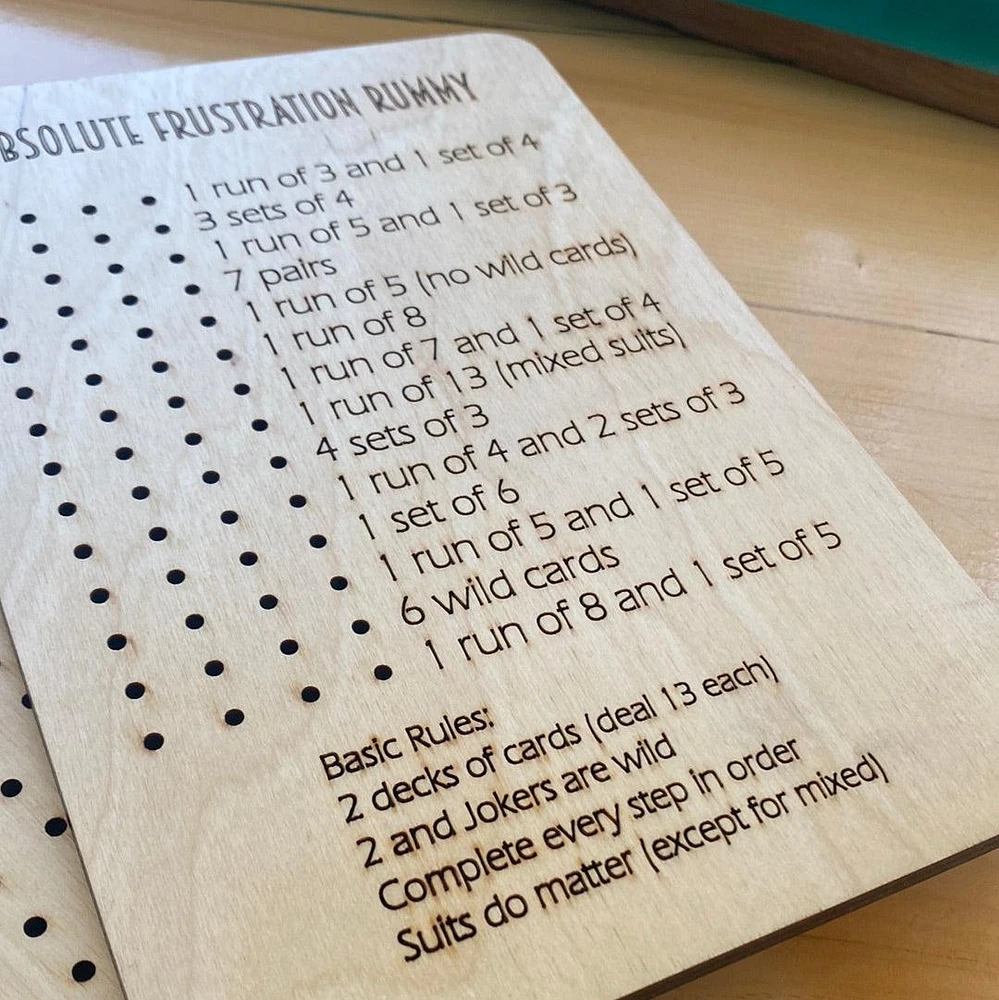 BSOLUTE FRUSTRATION RUMMY
1 run of 3 and 1 set of 4
3 sets of 4
1 run of 5 and 1 set of 3
7 pairs
1 run of 5 (no wild cards)
1 run of 8
1 run of 7 and 1 set of 4
1 run of 13 (mixed suits)
4 sets of 3
1 run of 4 and 2 sets of 3
1 set of 6
1 run of 5 and 1 set of 5
6 wild cards
1 run of 8 and 1 set of 5
Basic Rules:
2 decks of cards (deal 13 each)
2 and Jokers are wild
Complete every step in order
Suits do matter (except for mixed)